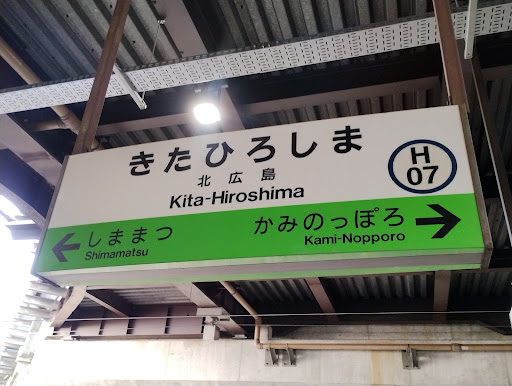 きたひろしま
北広島
Kita-Hiroshima
H
07
しままつ
Shimamatsu
かみのっぽろ
Kami-Nopporo